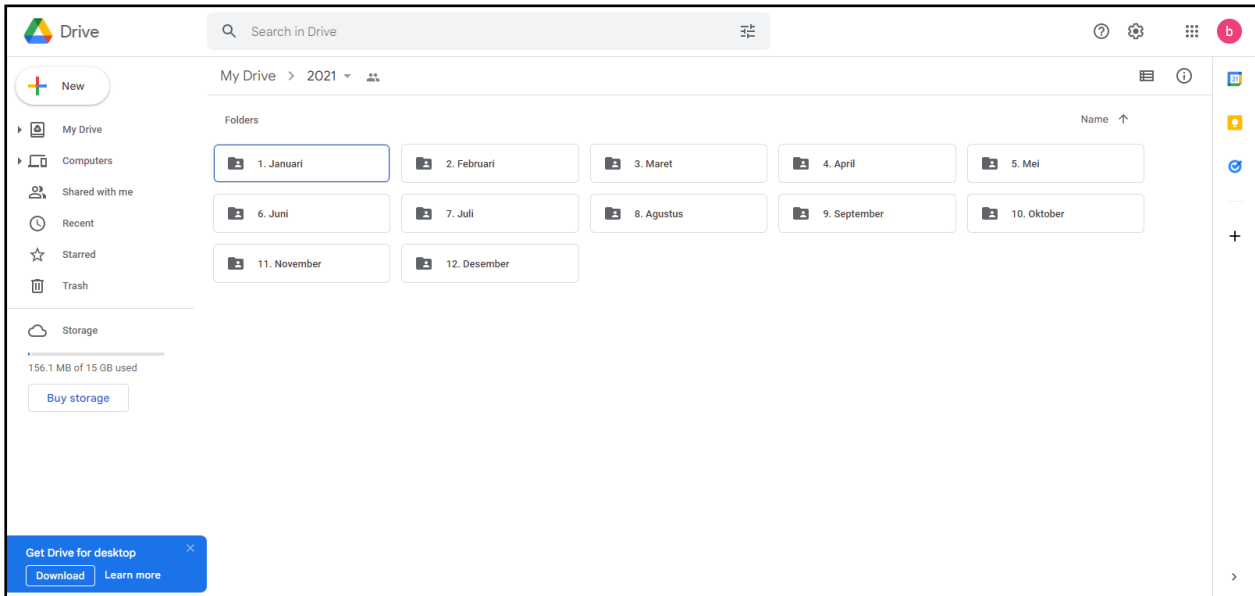 Drive
Search in Drive
b
New
My Drive > 2021
31
My Drive
Computers
Shared with me
Recent
Starred
Trash
Storage
156.1 MB of 15 GB used
Buy storage
Folders
Name
1. Januari
2. Februari
3. Maret
4. April
5. Mei
6. Juni
7. Juli
8. Agustus
9. September
10. Oktober
11. November
12. Desember
Get Drive for desktop
Download
Learn more